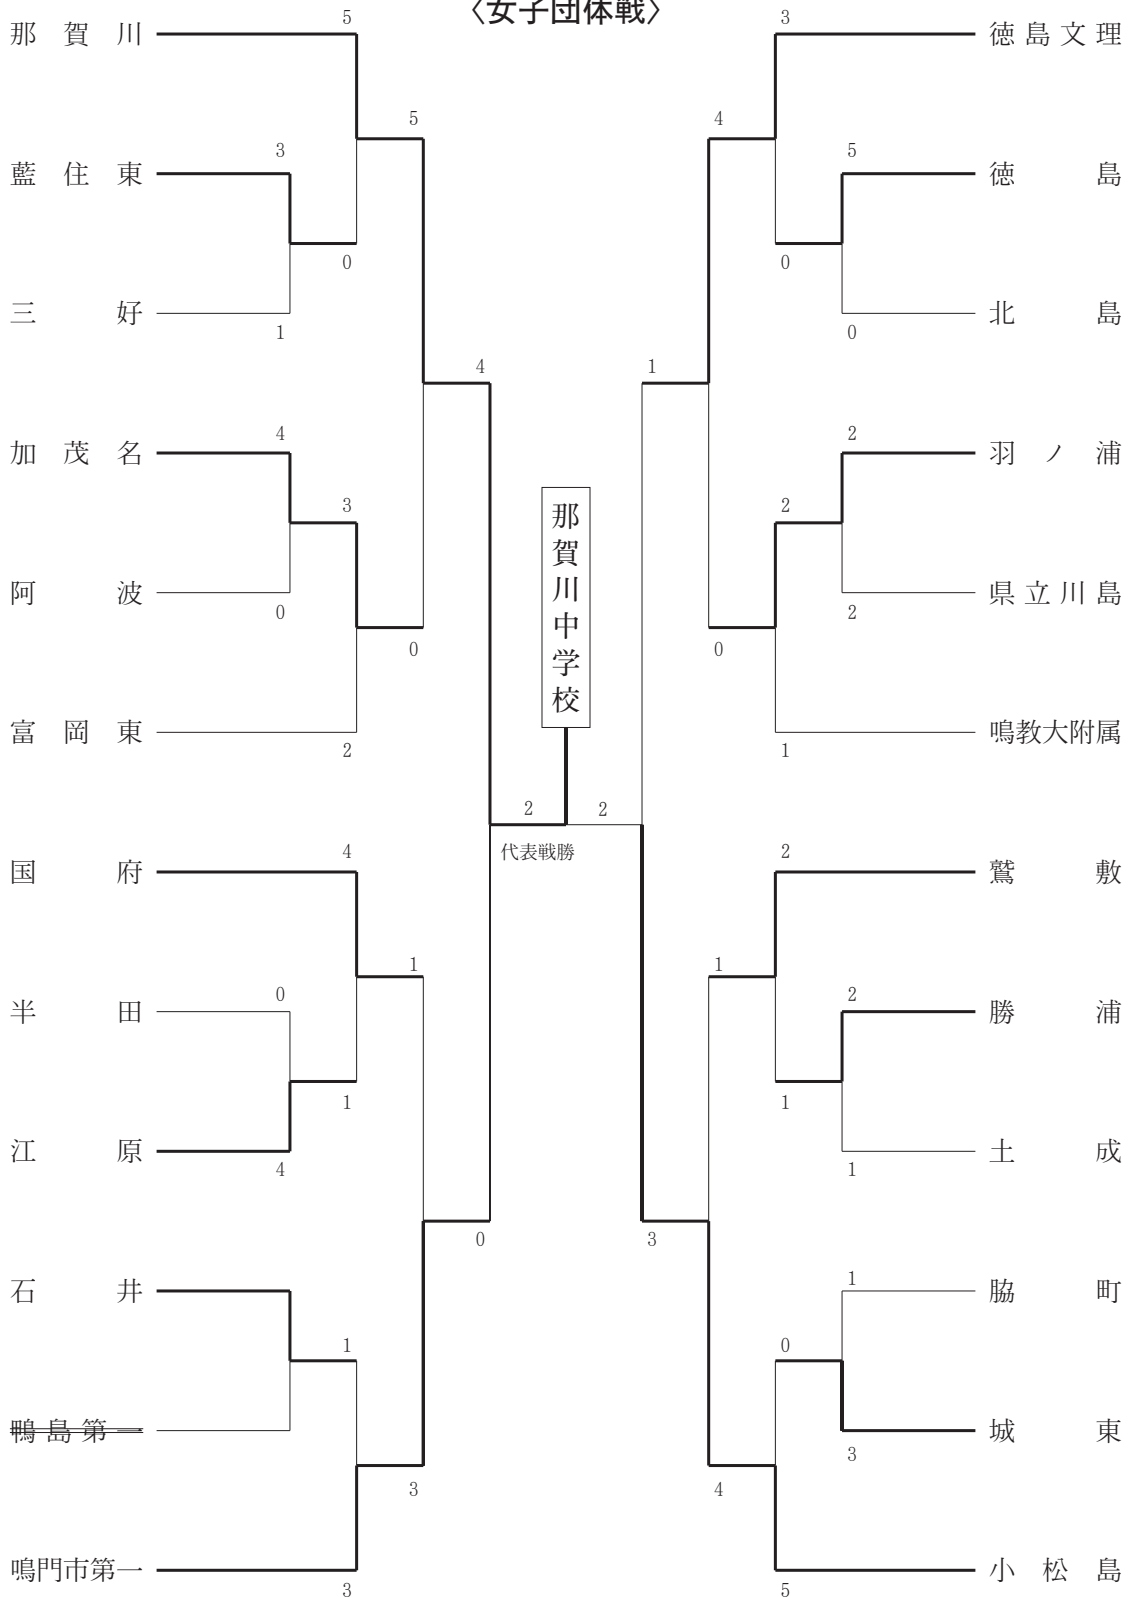 〈女子団体戦〉
那賀川
5
藍住東
3
5
0
三好
1
4
加茂名
4
3
阿波
0
0
富岡東
2
国府
4
1
半田
0
1
江原
4
0
石井
1
鴨島第一
3
鳴門市第一
3
那賀川中学校
2
2
代表戦勝
3
徳島文理
4
5
徳島
0
北島
0
1
2
羽ノ浦
2
県立川島
2
0
鳴教大附属
1
2
鷲敷
1
2
勝浦
1
土成
1
3
1
脇町
0
城東
3
4
小松島
5